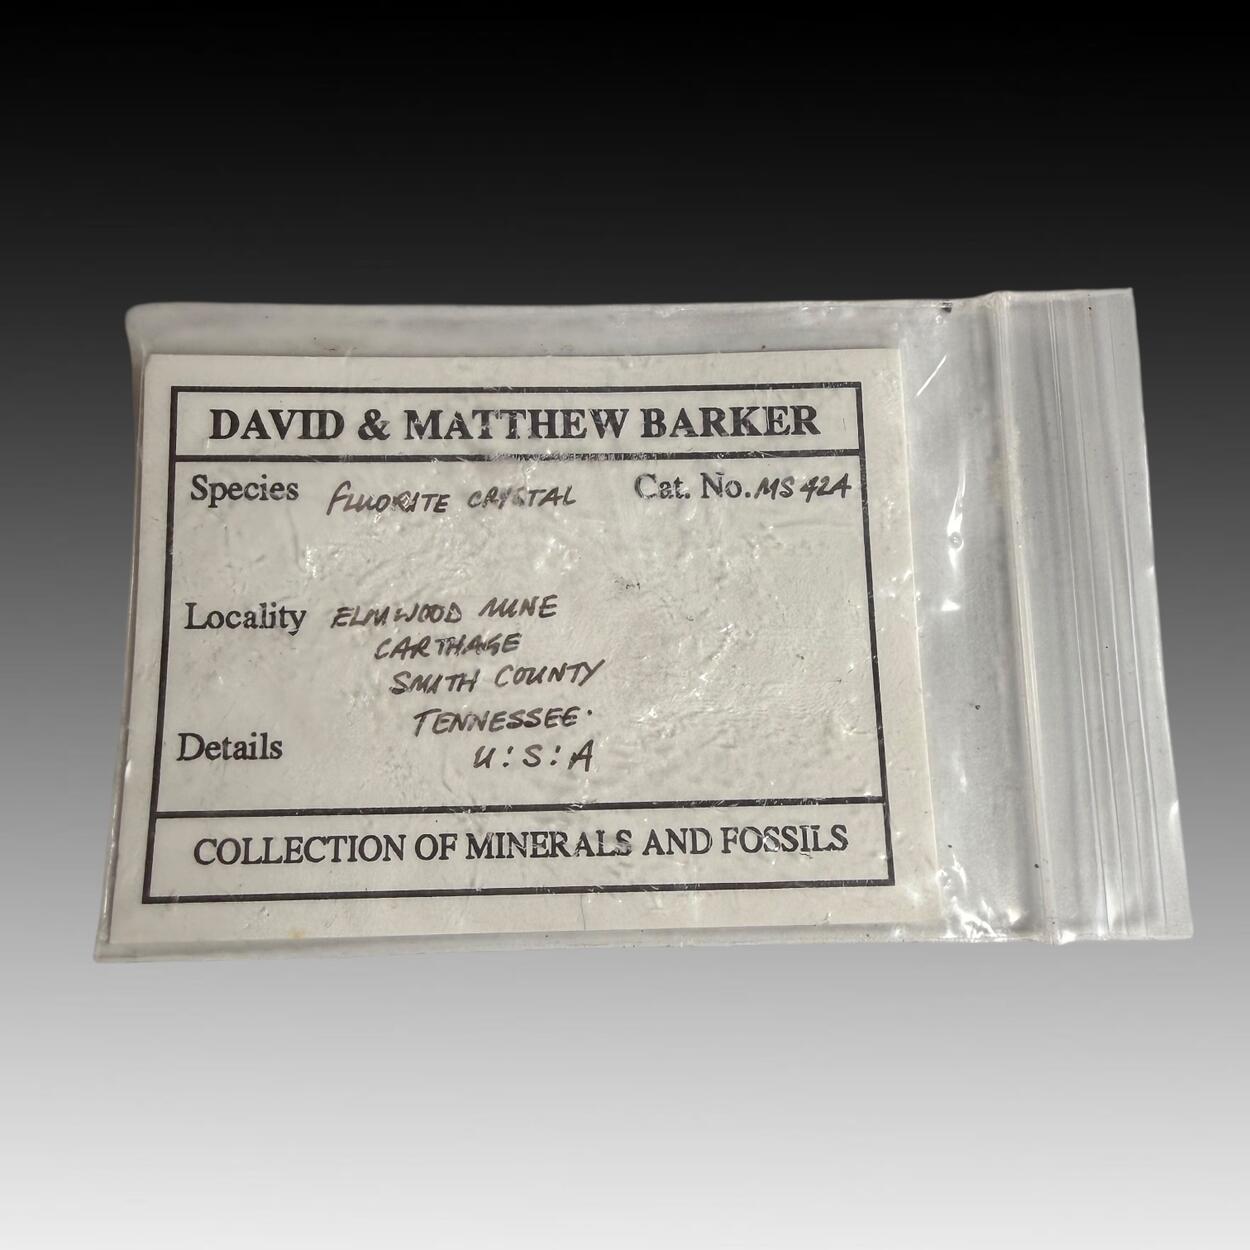 DAVID & MATTHEW BARKER
Species FLUORITE CRYSTAL Cat. No. MS 424
Locality ELMWOOD MINE
CARTHAGE
SMITH COUNTY
TENNESSEE.
Details U:S:A
COLLECTION OF MINERALS AND FOSSILS